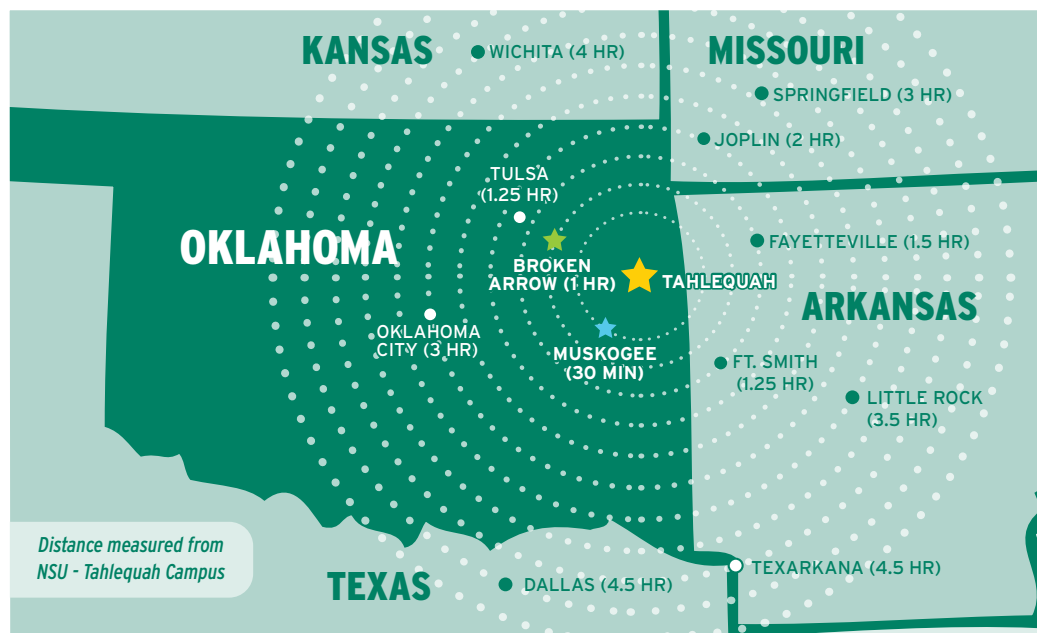 KANSAS
WICHITA (4 HR)
MISSOURI
SPRINGFIELD (3 HR)
JOPLIN (2 HR)
TULSA
(1.25 HR)
OKLAHOMA
BROKEN
ARROW (1 HR)
TAHLEQUAH
FAYETTEVILLE (1.5 HR)
ARKANSAS
OKLAHOMA
CITY (3 HR)
MUSKOGEE
(30 MIN)
FT. SMITH
(1.25 HR)
LITTLE ROCK
(3.5 HR)
Distance measured from
NSU - Tahlequah Campus
TEXAS
DALLAS (4.5 HR)
TEXARKANA (4.5 HR)